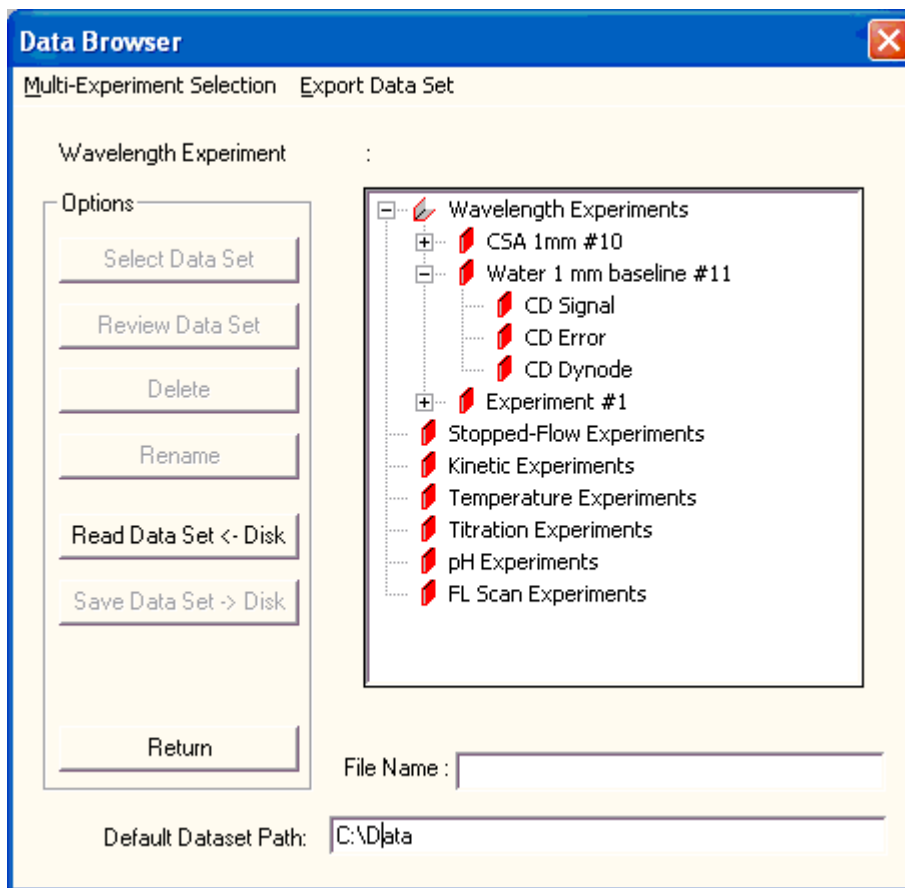 Data Browser
Multi-Experiment Selection Export Data Set
Wavelength Experiment :
Options
Select Data Set
Review Data Set
Delete
Rename
Read Data Set <- Disk
Save Data Set -> Disk
Return
Wavelength Experiments
CSA 1mm #10
Water 1 mm baseline #11
CD Signal
CD Error
CD Dynode
Experiment #1
Stopped-Flow Experiments
Kinetic Experiments
Temperature Experiments
Titration Experiments
pH Experiments
FL Scan Experiments
File Name :
Default Dataset Path: C:\Data